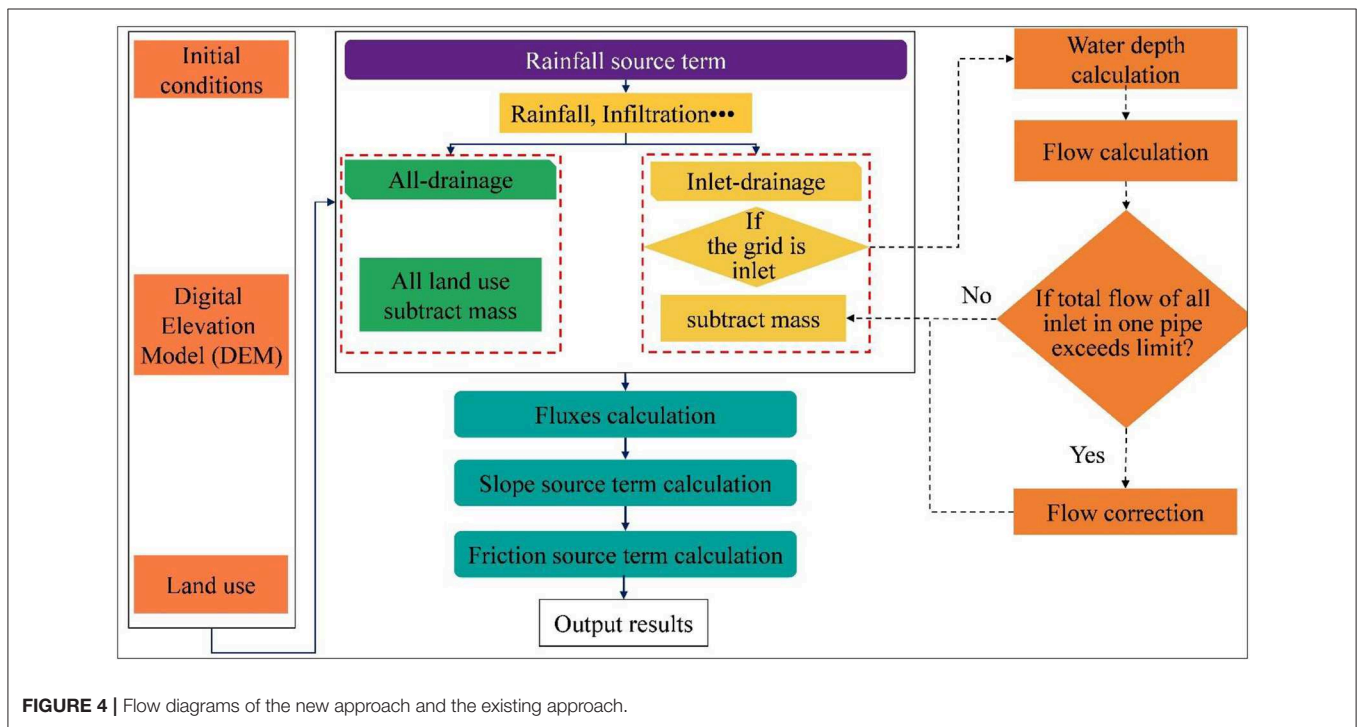 Initial
conditions
Digital
Elevation
Model (DEM)
Land use
Rainfall source term
Rainfall, Infiltration•••
All-drainage
All land use
subtract mass
Inlet-drainage
If
the grid is
inlet
subtract mass
Water depth
calculation
Flow calculation
If total flow of all
inlet in one pipe
exceeds limit?
No
Yes
Flow correction
Fluxes calculation
Slope source term calculation
Friction source term calculation
Output results
FIGURE 4 | Flow diagrams of the new approach and the existing approach.